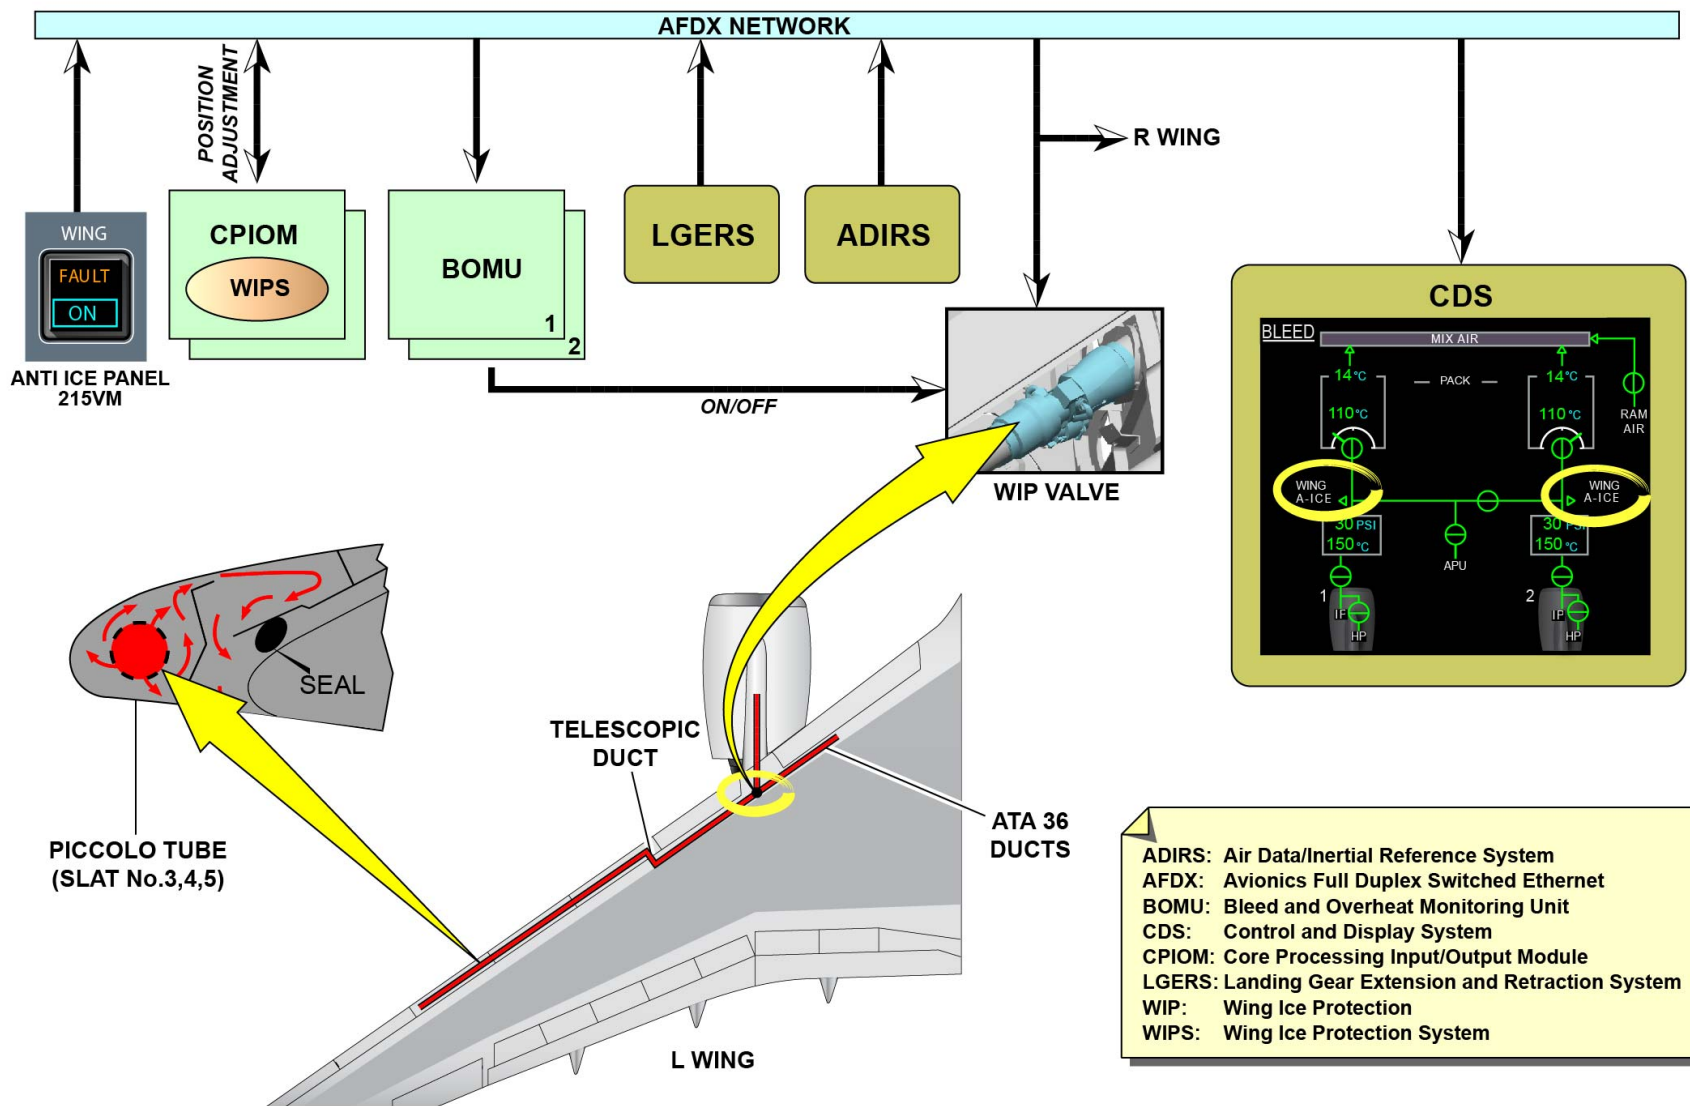 AFDX NETWORK
POSITION
ADJUSTMENT
R WING
WING
FAULT
ON
ANTI ICE PANEL
215VM
CPIOM
WIPS
BOMU
1
2
LGERS
ADIRS
ON/OFF
WIP VALVE
CDS
BLEED
MIX AIR
14 °C
PACK
14 °C
110 °C
110 °C
RAM
AIR
WING
A-ICE
WING
A-ICE
30 PSI
30 PSI
150 °C
150 °C
APU
1
2
IP
HP
IP
HP
SEAL
PICCOLO TUBE
(SLAT No.3,4,5)
TELESCOPIC
DUCT
ATA 36
DUCTS
L WING
ADIRS: Air Data/Inertial Reference System
AFDX: Avionics Full Duplex Switched Ethernet
BOMU: Bleed and Overheat Monitoring Unit
CDS: Control and Display System
CPIOM: Core Processing Input/Output Module
LGERS: Landing Gear Extension and Retraction System
WIP: Wing Ice Protection
WIPS: Wing Ice Protection System